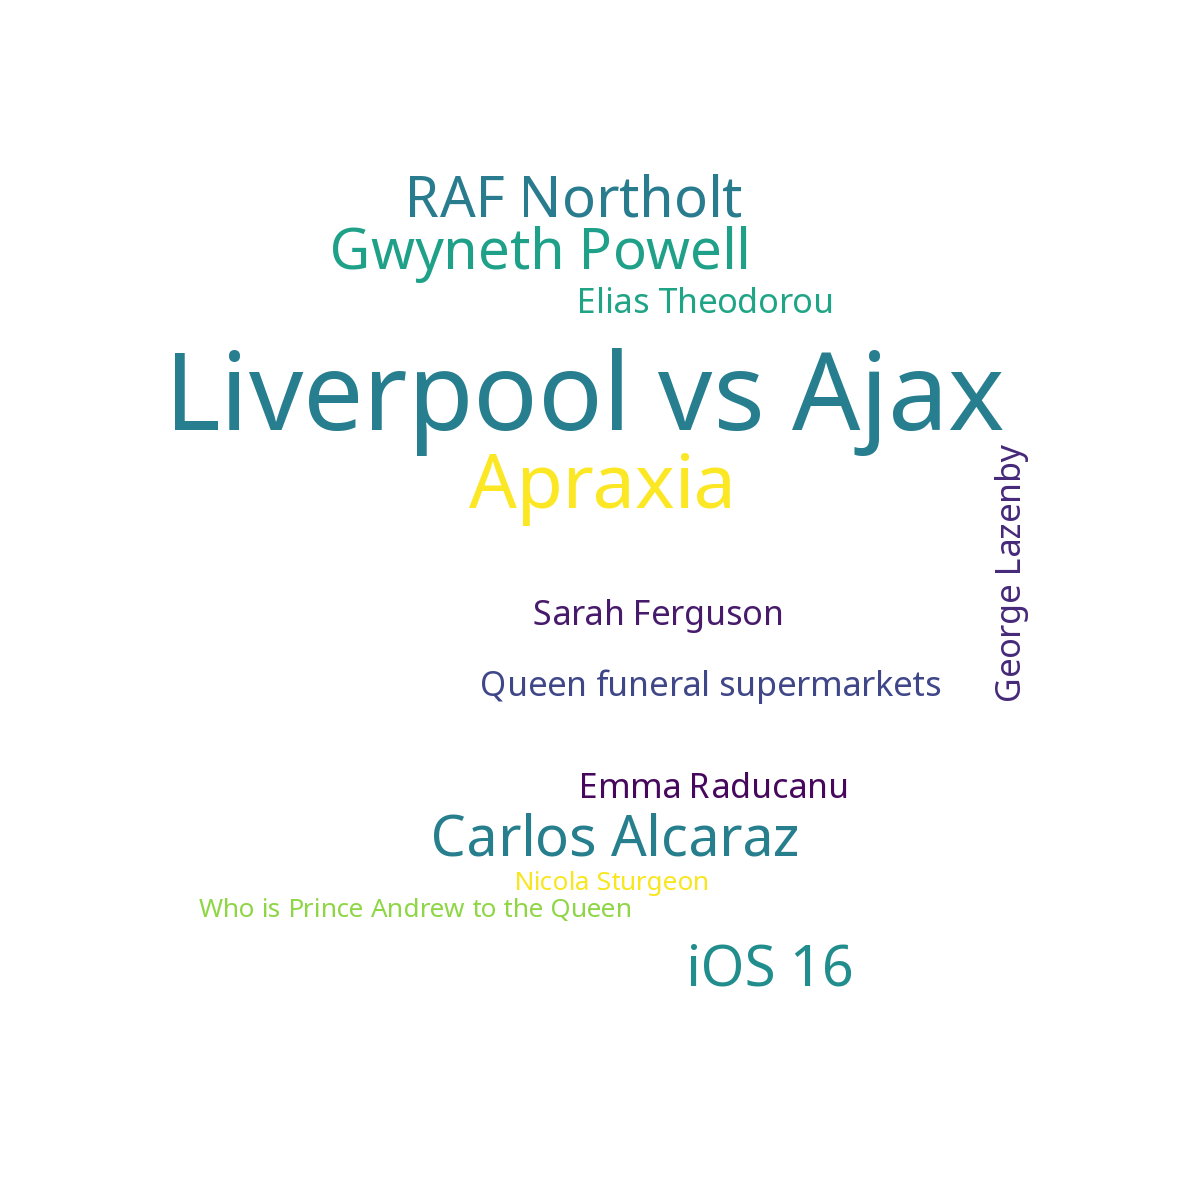 RAF Northolt
Gwyneth Powell
Elias Theodorou
Liverpool vs Ajax
Apraxia
George Lazenby
Sarah Ferguson
Queen funeral supermarkets
Emma Raducanu
Carlos Alcaraz
Nicola Sturgeon
Who is Prince Andrew to the Queen
iOS 16